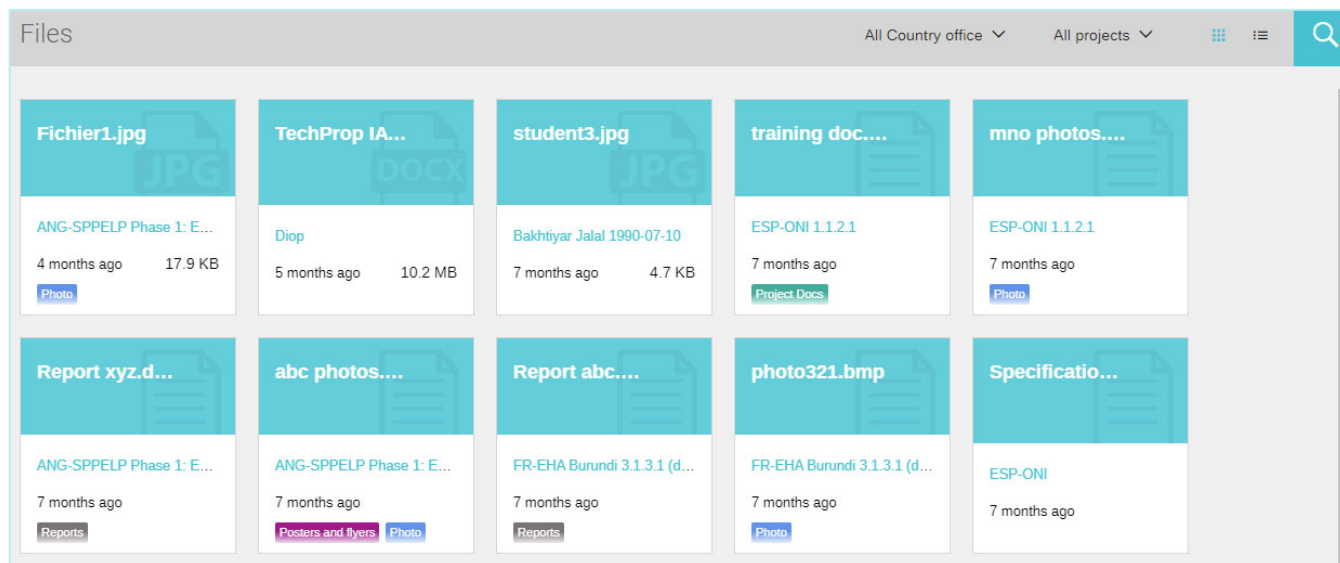 Files
All Country office
All projects
Fichier1.jpg
JPG
ANG-SPPELP Phase 1: E...
4 months ago 17.9 KB
Photo
TechProp IA...
DOCX
Diop
5 months ago 10.2 MB
student3.jpg
JPG
Bakhtiyar Jalal 1990-07-10
7 months ago 4.7 KB
training doc....
ESP-ONI 1.1.2.1
7 months ago
Project Docs
mno photos....
ESP-ONI 1.1.2.1
7 months ago
Photo
Report xyz.d...
ANG-SPPELP Phase 1: E...
7 months ago
Reports
abc photos....
ANG-SPPELP Phase 1: E...
7 months ago
Posters and flyers Photo
Report abc....
FR-EHA Burundi 3.1.3.1 (d...
7 months ago
Reports
photo321.bmp
FR-EHA Burundi 3.1.3.1 (d...
7 months ago
Photo
Specificatio...
ESP-ONI
7 months ago